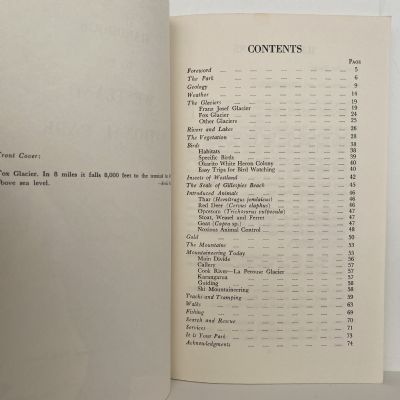 Front Cover:
Fox Glacier. In 8 miles it falls 8,000 feet to the terminal
above sea level.
CONTENTS
PAGE
Foreword — — — — — 5
The Park — — — — — 6
Geology — — — — — 9
Weather — — — — — 14
The Glaciers — — — — — 19
Franz Josef Glacier — — — — 19
Fox Glacier — — — — — 24
Other Glaciers — — — — — 25
Rivers and Lakes — — — — — 26
The Vegetation — — — — — 28
Birds — — — — — 38
Habitats — — — — — 38
Specific Birds — — — — — 39
Okarito White Heron Colony — — — 40
Easy Trips for Bird Watching — — — 40
Insects of Westland — — — — 42
The Seals of Gillespies Beach — — — 45
Introduced Animals — — — — 46
Thar (Hemitragus jemlaicus) — — — 46
Red Deer (Cervus elaphus) — — — 46
Opossum (Trichosurus vulpecula) — — 47
Stoat, Weasel and Ferret — — — 47
Goat (Capra sp.) — — — — 47
Noxious Animal Control — — — 48
Gold — — — — — 50
The Mountains — — — — — 53
Mountaineering Today — — — — 55
Main Divide — — — — — 56
Callery — — — — — 57
Cook River—La Perouse Glacier — — 57
Karangarua — — — — — 57
Guiding — — — — — 58
Ski Mountaineering — — — — 58
Tracks and Tramping — — — — 59
Walks — — — — — 63
Fishing — — — — — 69
Search and Rescue — — — — 70
Services — — — — — 71
It is Your Park — — — — — 73
Acknowledgments — — — — — 74